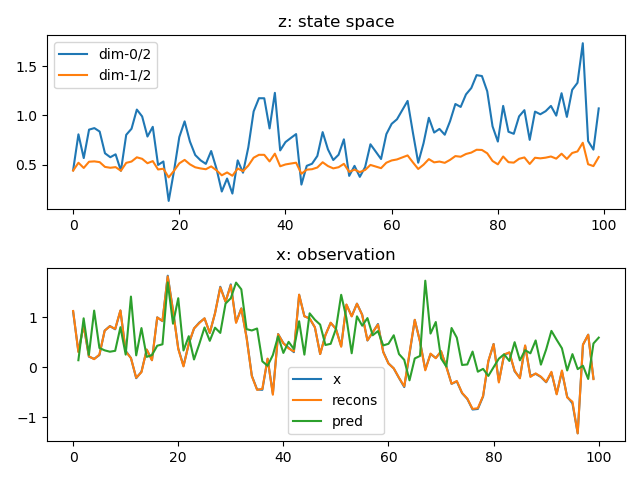 z: state space
dim-0/2
dim-1/2
1.5
1.0
0.5
0 20 40 60 80 100
x: observation
1
0
−1
x
recons
pred
0 20 40 60 80 100